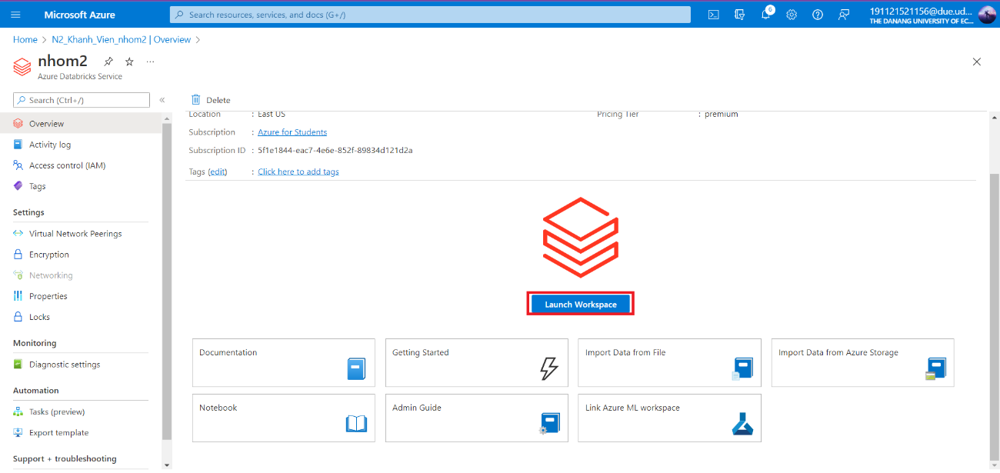 Microsoft Azure
Search resources, services, and docs (G+/)
6
191121521156@due.ud...
THE DANANG UNIVERSITY OF EC...
Home > N2_Khanh_Vien_nhom2 | Overview >
nhom2
Azure Databricks Service
Search (Ctrl+/)
Delete
Overview
Activity log
Access control (IAM)
Tags
Settings
Virtual Network Peerings
Encryption
Networking
Properties
Locks
Monitoring
Diagnostic settings
Automation
Tasks (preview)
Export template
Support + troubleshooting
Location : East US
Pricing Tier : premium
Subscription : Azure for Students
Subscription ID : 5f1e1844-eac7-4e6e-852f-89834d121d2a
Tags (edit) : Click here to add tags
Launch Workspace
Documentation
Getting Started
Import Data from File
Import Data from Azure Storage
Notebook
Admin Guide
Link Azure ML workspace